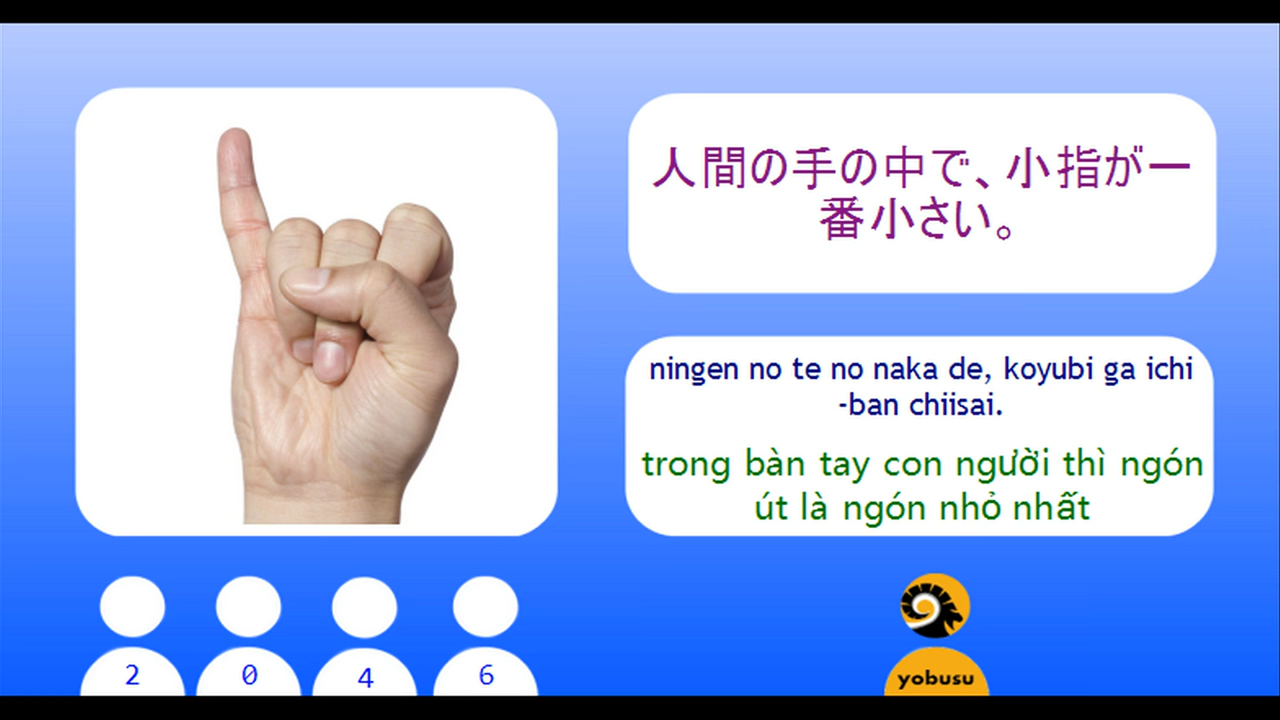 人間の手の中で、小指が一
番小さい。
ningen no te no naka de, koyubi ga ichi
-ban chiisai.
trong bàn tay con người thì ngón
út là ngón nhỏ nhất
2 0 4 6
yobusu